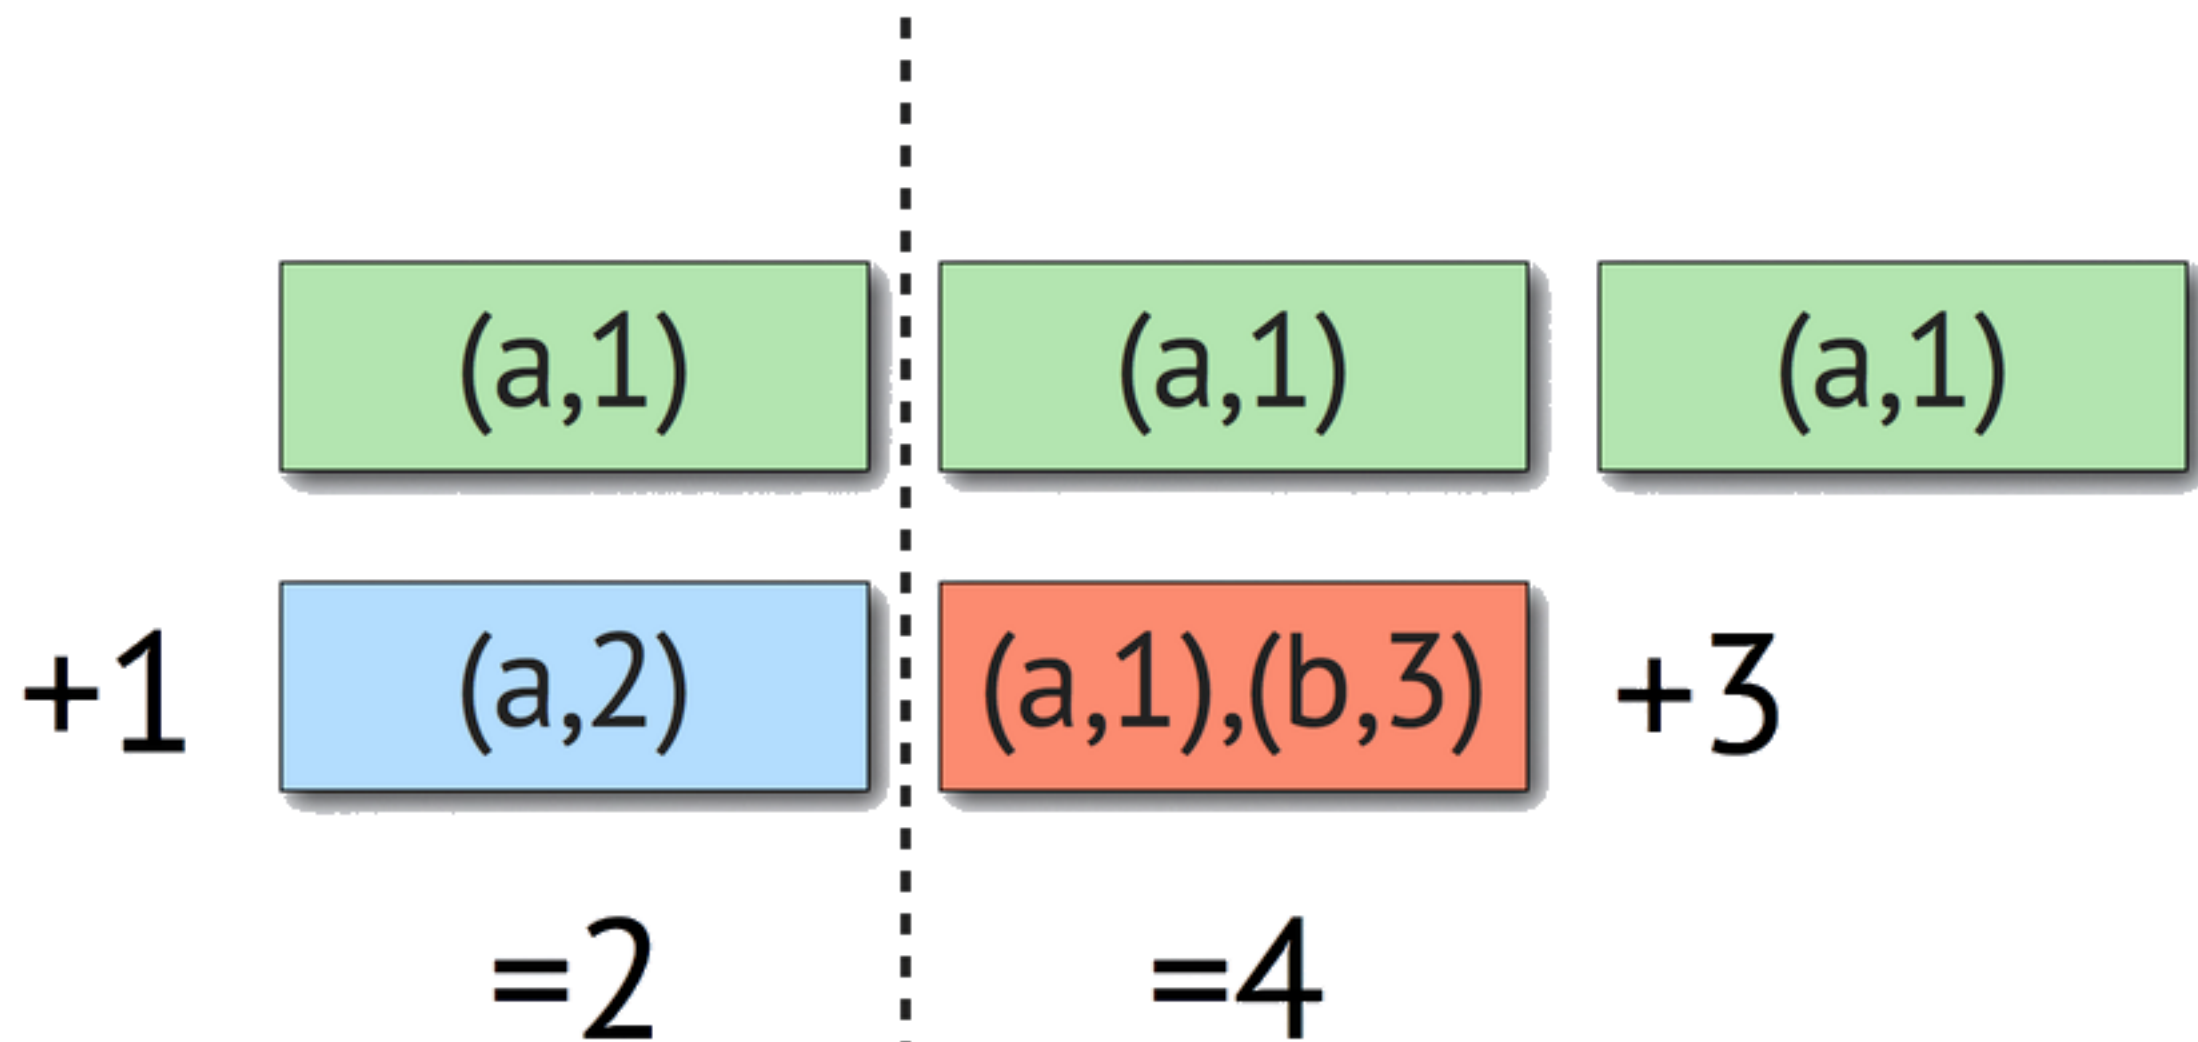 (a,1) (a,1) (a,1)
+1 (a,2) (a,1),(b,3) +3
=2 =4